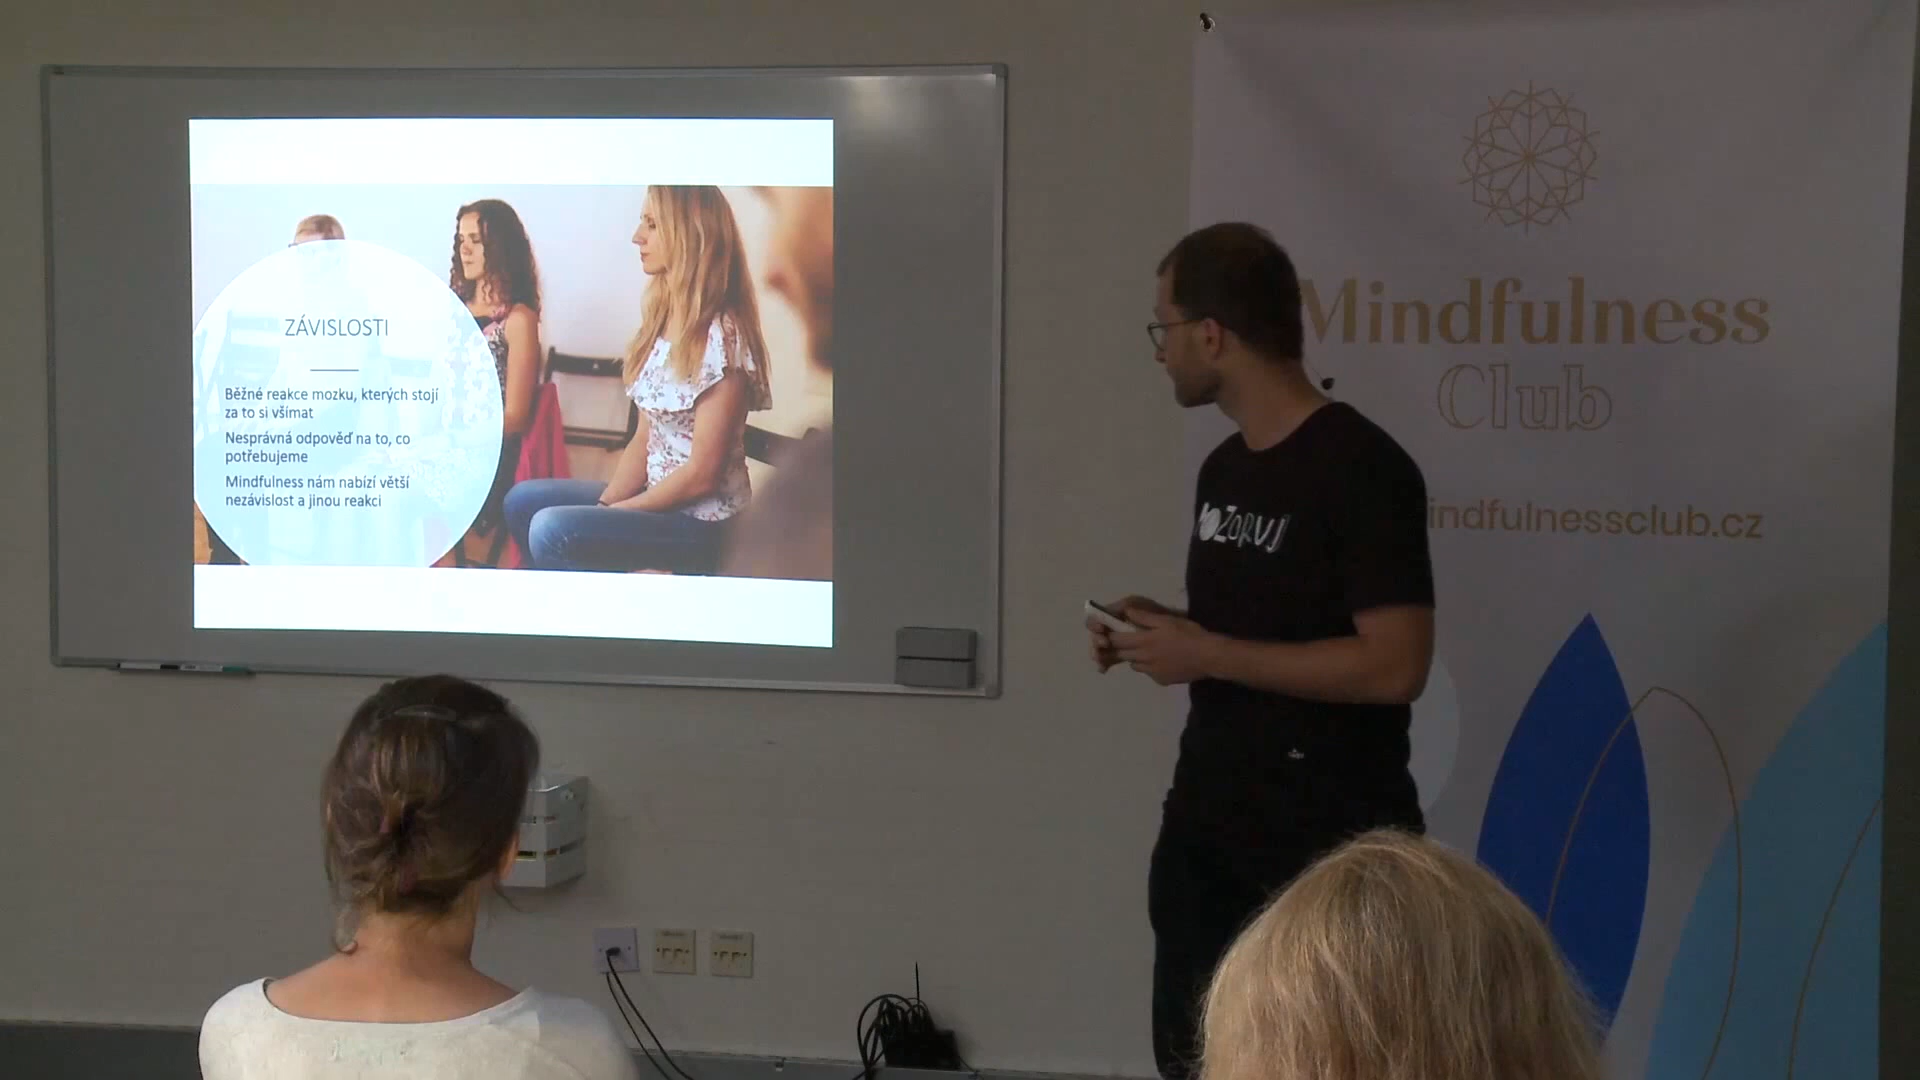 ZÁVISLOSTI
Běžné reakce mozku, kterých stojí
za to si všímat
Nesprávná odpověď na to, co
potřebujeme
Mindfulness nám nabízí větší
nezávislost a jinou reakci
Mindfulness
Club
indfulnessclub.cz
OZORUJ